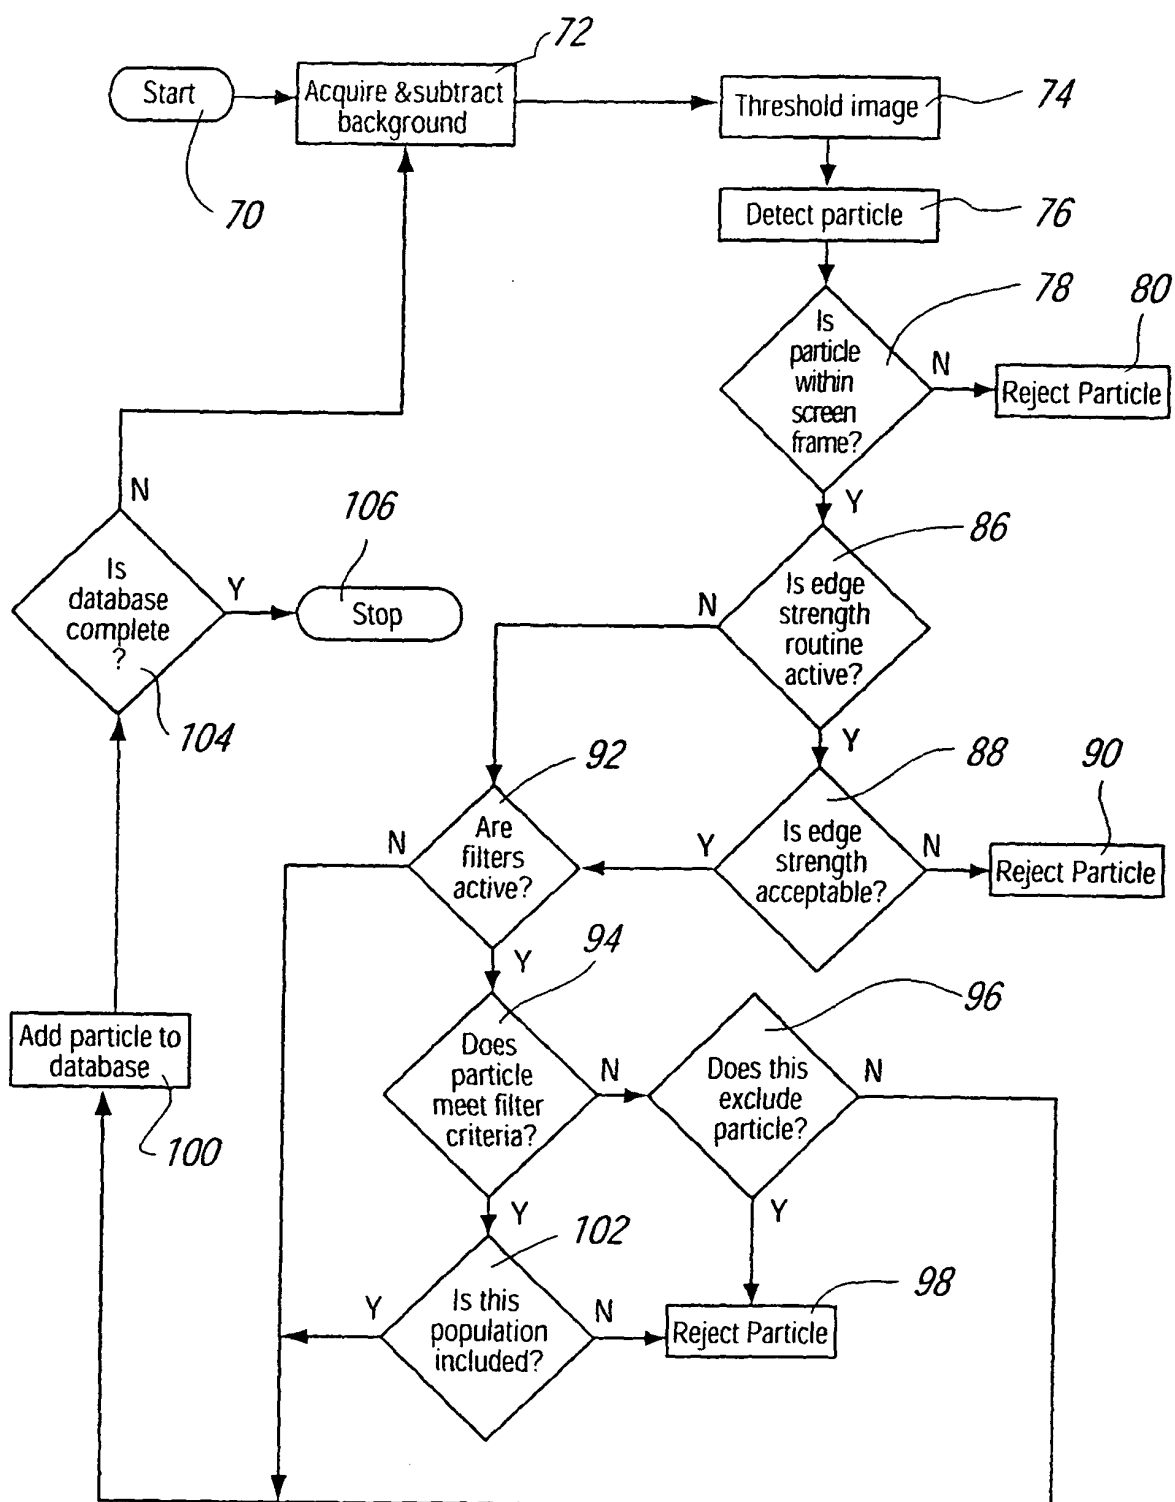 72
Start
Acquire &subtract
background
Threshold image
74
70
Detect particle
76
78
80
Is
particle
within
screen
frame?
N
Reject Particle
Y
N
106
86
Is
database
complete
?
Y
Stop
Is edge
strength
routine
active?
N
104
Y
92
88
90
Are
filters
active?
N
Is edge
strength
acceptable?
Y
N
Reject Particle
Y
94
96
Add particle to
database
100
Does
particle
meet filter
criteria?
N
Does this
exclude
particle?
N
Y
Y
102
98
Is this
population
included?
Y
N
Reject Particle